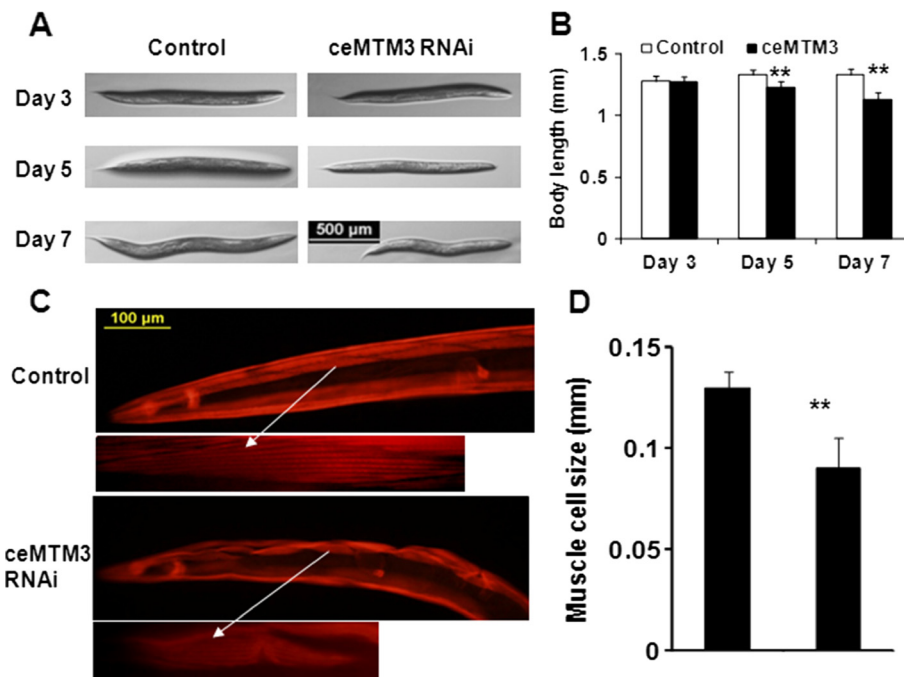 A
Control
ceMTM3 RNAi
Day 3
Day 5
Day 7
500 µm
B
Control
ceMTM3
Body length (mm)
1.5
1
0.5
0
**
**
Day 3
Day 5
Day 7
C
100 µm
Control
ceMTM3
RNAi
D
Muscle cell size (mm)
0.15
0.1
0.05
0
**